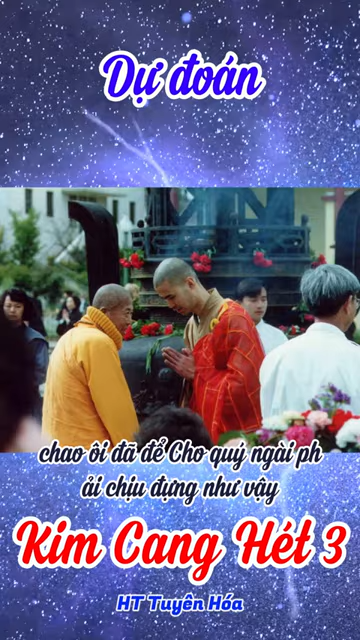 Dự đoán
chao ôi đã để Cho quý ngài ph
ải chịu đựng như vậy
Kim Cang Hét 3
HT Tuyên Hóa